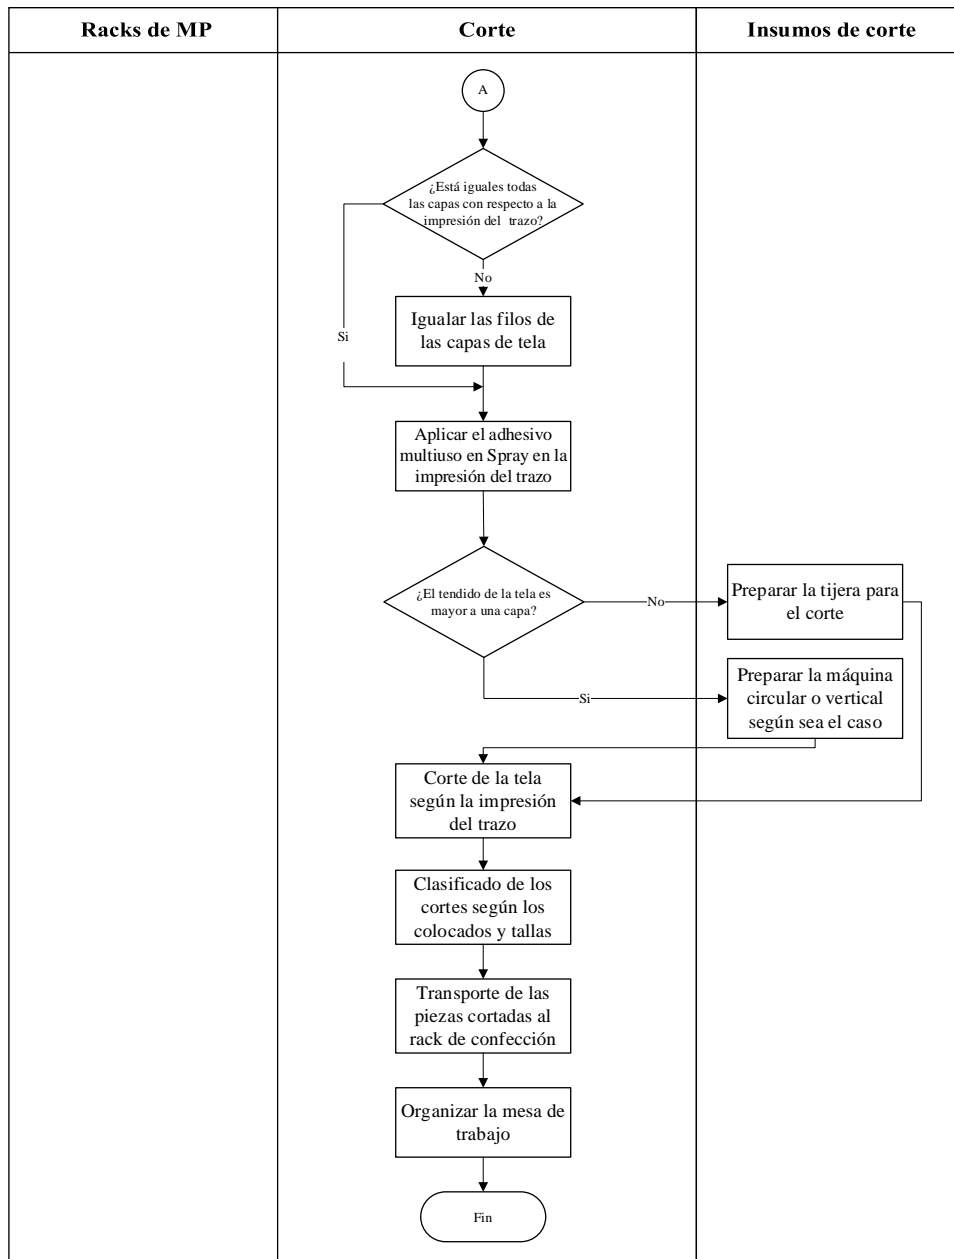 Racks de MP
Corte
Insumos de corte
A
¿Está iguales todas
las capas con respecto a la
impresión del trazo?
No
Si
Igualar las filos de
las capas de tela
Aplicar el adhesivo
multiuso en Spray en la
impresión del trazo
¿El tendido de la tela es
mayor a una capa?
No
Preparar la tijera para
el corte
Si
Preparar la máquina
circular o vertical
según sea el caso
Corte de la tela
según la impresión
del trazo
Clasificado de los
cortes según los
colocados y tallas
Transporte de las
piezas cortadas al
rack de confección
Organizar la mesa de
trabajo
Fin